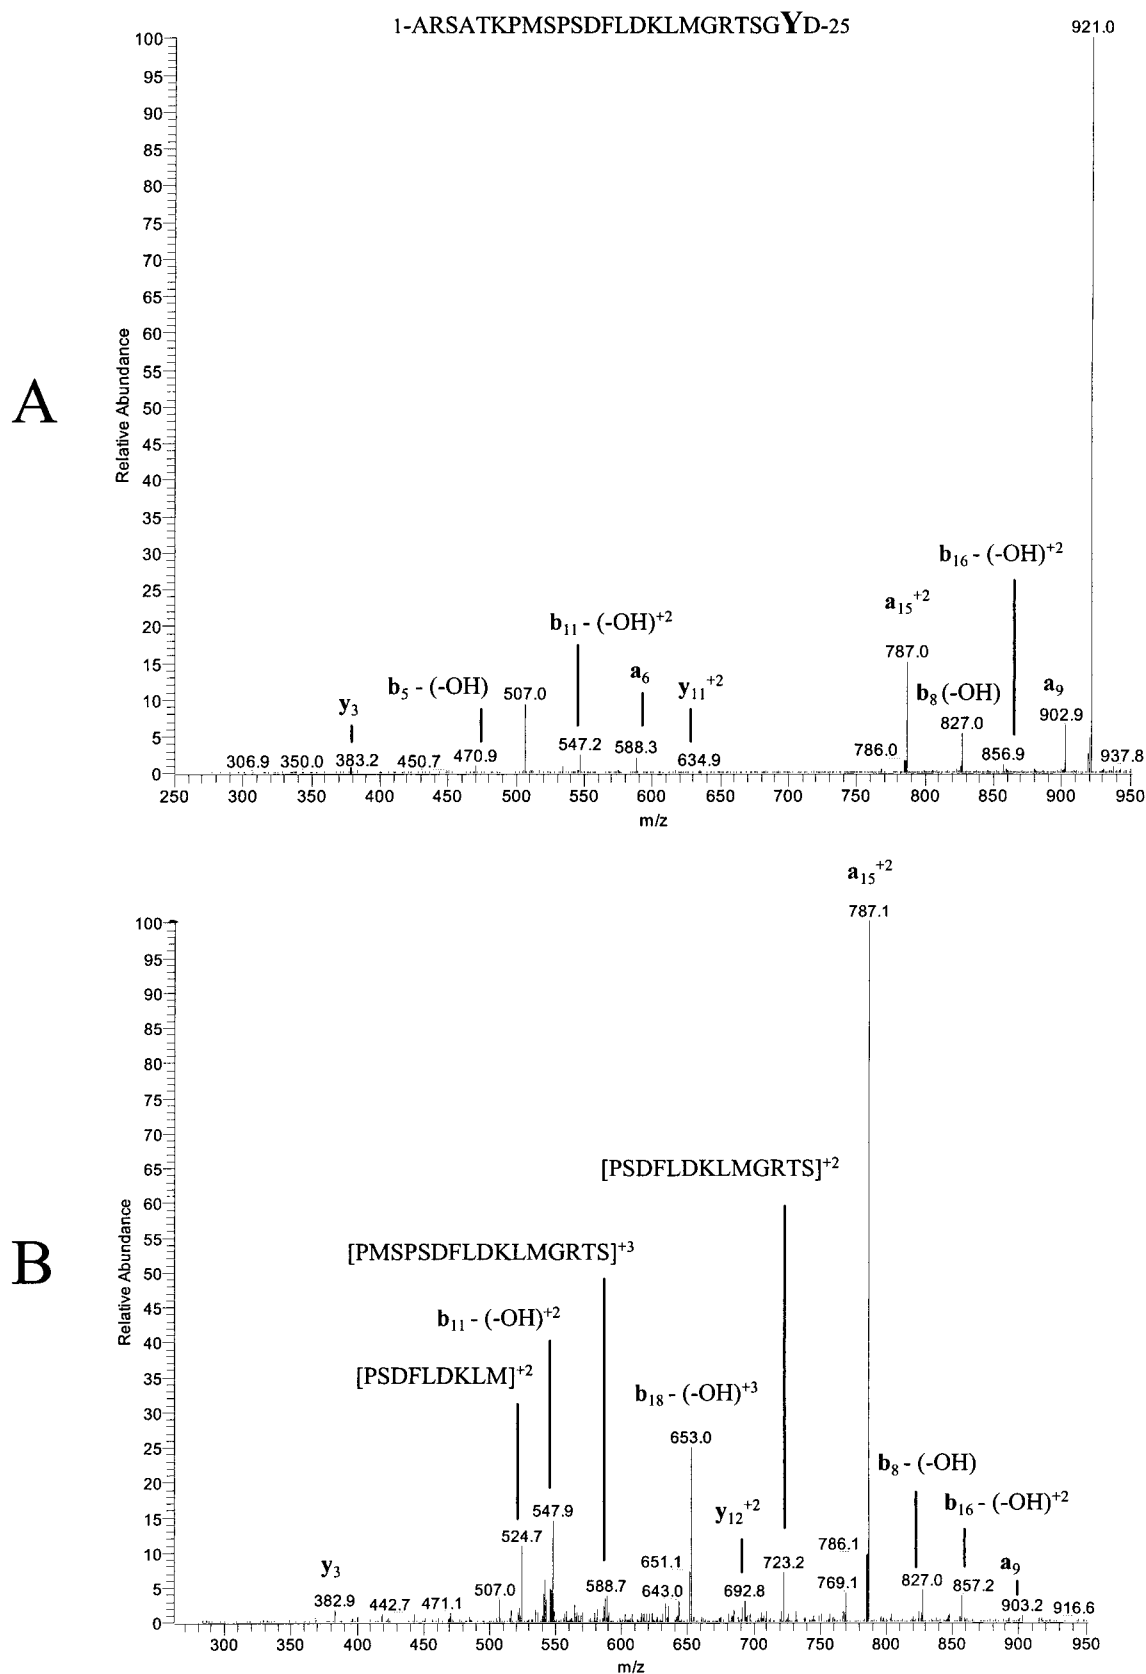 1-ARSATKPMSPSDFLDKLMGRTSGYD-25
921.0
100
95
90
85
80
75
70
65
60
55
50
45
40
35
30
25
20
15
10
5
0
Relative Abundance
A
b16 - (-OH)+2
a15+2
787.0
b11 - (-OH)+2
b5 - (-OH)
507.0
a6
y11+2
b8 (-OH)
827.0
a9
902.9
y3
306.9
350.0
383.2
450.7
470.9
547.2
588.3
634.9
786.0
856.9
937.8
250 300 350 400 450 500 550 600 650 700 750 800 850 900 950
m/z
a15+2
787.1
100
95
90
85
80
75
70
65
60
55
50
45
40
35
30
25
20
15
10
5
0
Relative Abundance
B
[PSDFLDKLMGRTS]+2
[PMSPSDFLDKLMGRTS]+3
b11 - (-OH)+2
[PSDFLDKLM]+2
b18 - (-OH)+3
653.0
b8 - (-OH)
b16 - (-OH)+2
y12+2
547.9
524.7
y3
a9
382.9
442.7
471.1
507.0
588.7
651.1
643.0
692.8
723.2
786.1
769.1
827.0
857.2
903.2
916.6
300 350 400 450 500 550 600 650 700 750 800 850 900 950
m/z